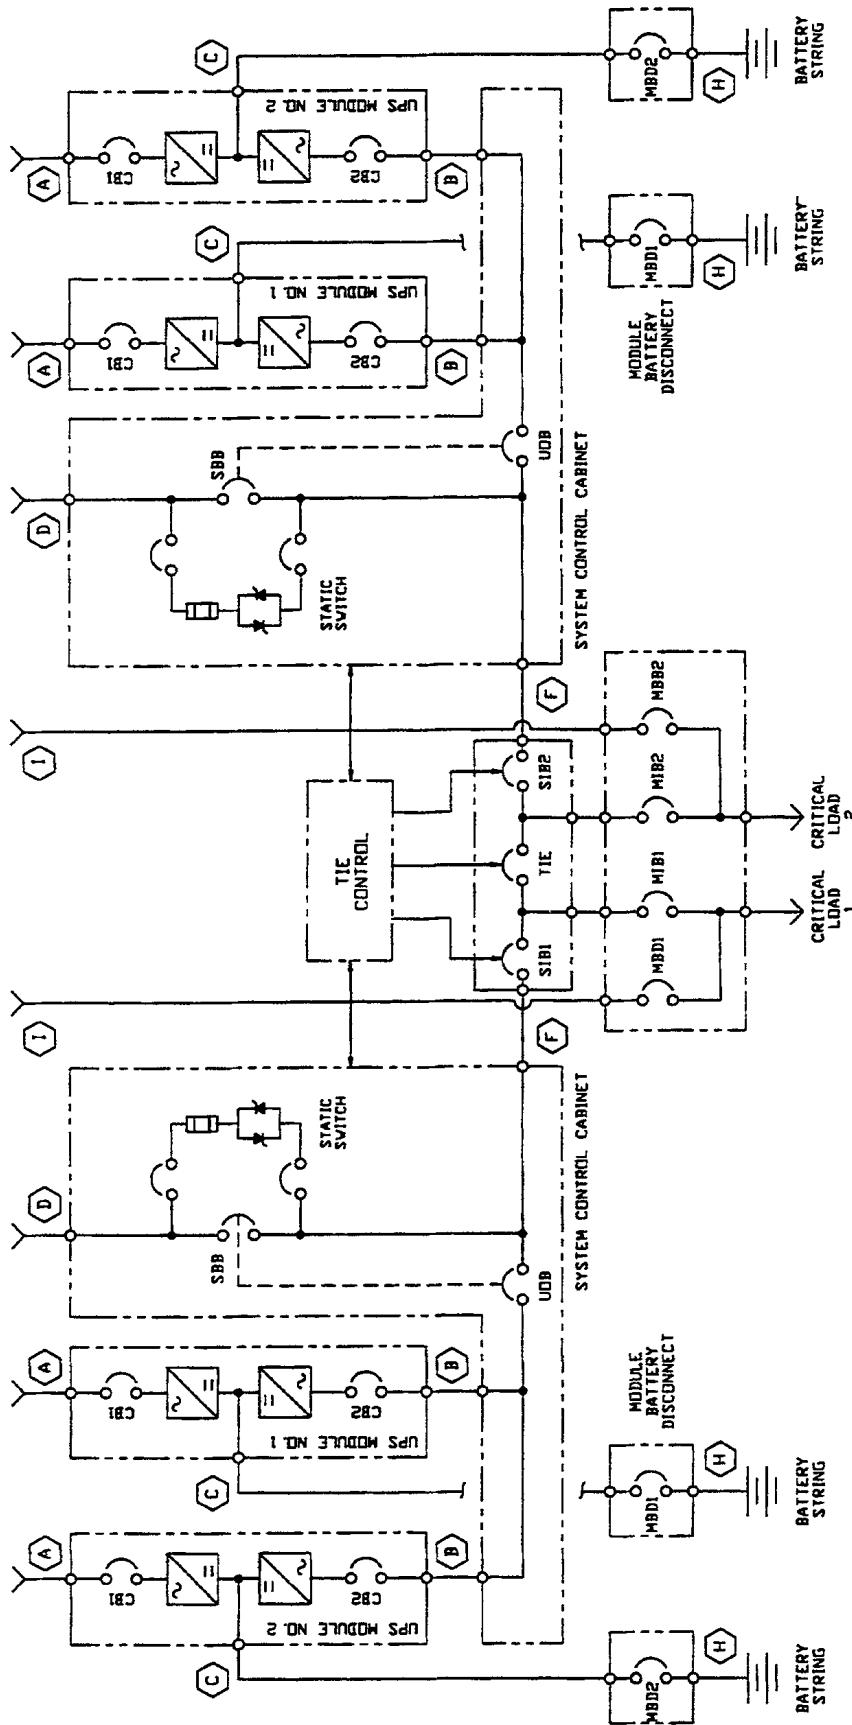 A
A
D
I
I
D
A
A
CB1
CB1
CB1
CB1
C
C
SBB
SBB
C
C
STATIC
SWITCH
STATIC
SWITCH
UPS MODULE NO. 2
UPS MODULE NO. 1
UPS MODULE NO. 1
UPS MODULE NO. 2
TIE
CONTROL
CB2
CB2
CB2
CB2
B
B
B
B
UOB
F
SIB1
TIE
SIB2
F
UOB
SYSTEM CONTROL CABINET
SYSTEM CONTROL CABINET
MODULE
BATTERY
DISCONNECT
MODULE
BATTERY
DISCONNECT
MBD2
MBD1
MBD1
MIB1
MIB2
MBB2
MBD1
MBD2
H
H
H
H
BATTERY
STRING
BATTERY
STRING
CRITICAL
LOAD
1
CRITICAL
LOAD
2
BATTERY
STRING
BATTERY
STRING